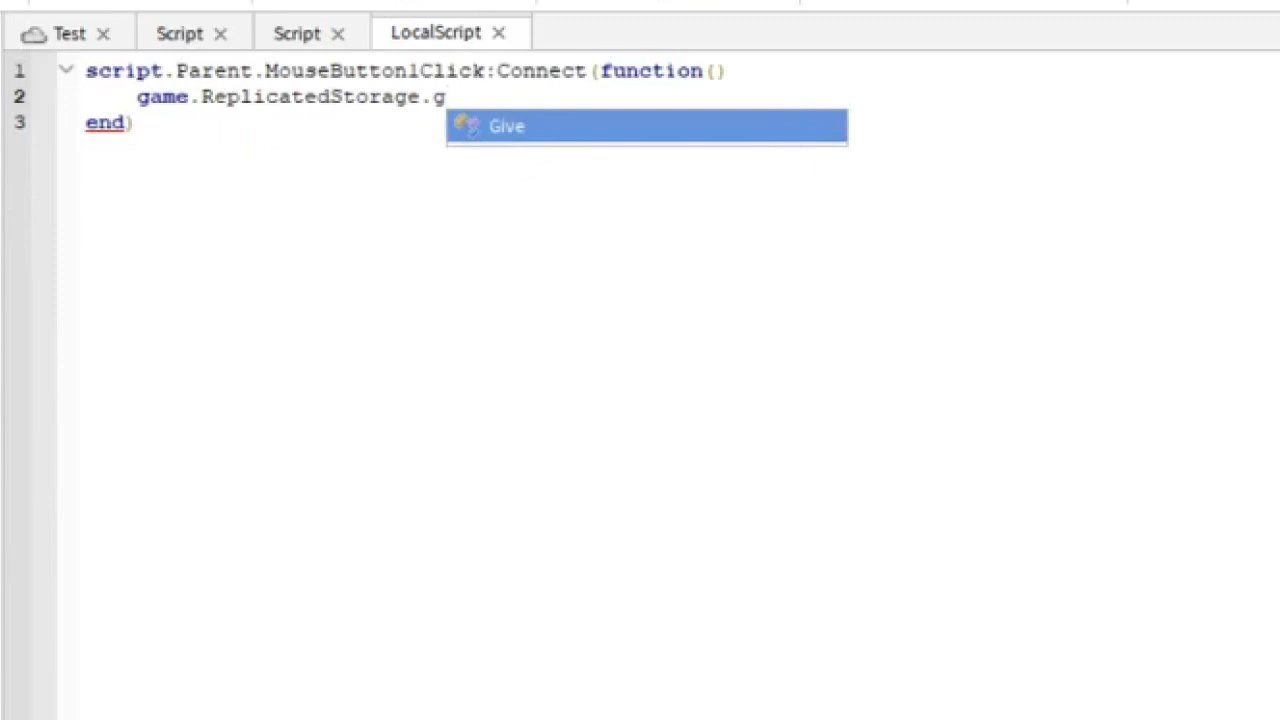 Test Script Script LocalScript
1 script.Parent.MouseButton1Click:Connect(function()
2 game.ReplicatedStorage.g
Give
3 end)